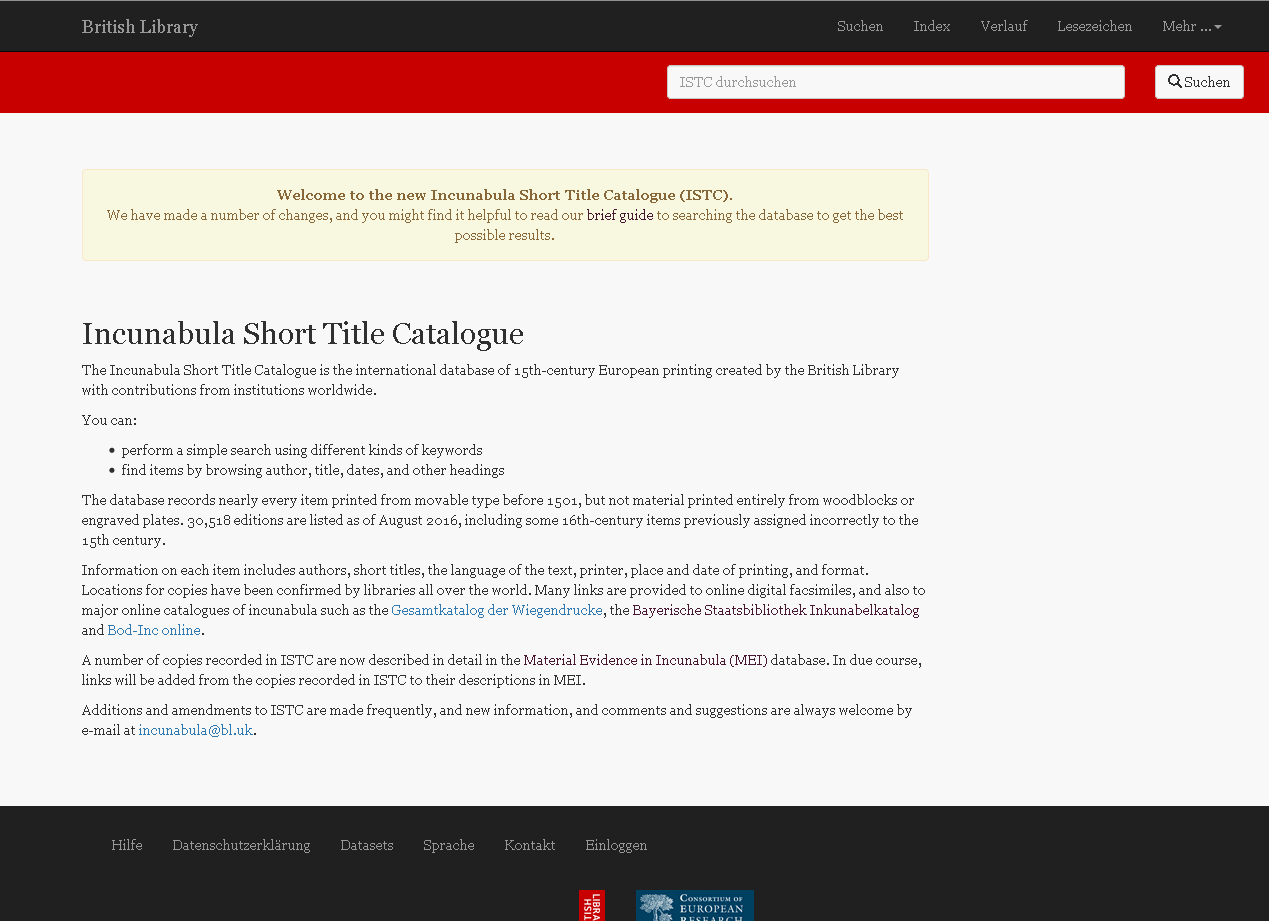 British Library
Suchen
Index
Verlauf
Lesezeichen
Mehr ...
ISTC durchsuchen
Suchen
Welcome to the new Incunabula Short Title Catalogue (ISTC).
We have made a number of changes, and you might find it helpful to read our brief guide to searching the database to get the best
possible results.
Incunabula Short Title Catalogue
The Incunabula Short Title Catalogue is the international database of 15th-century European printing created by the British Library
with contributions from institutions worldwide.
You can:
• perform a simple search using different kinds of keywords
• find items by browsing author, title, dates, and other headings
The database records nearly every item printed from movable type before 1501, but not material printed entirely from woodblocks or
engraved plates. 30,518 editions are listed as of August 2016, including some 16th-century items previously assigned incorrectly to the
15th century.
Information on each item includes authors, short titles, the language of the text, printer, place and date of printing, and format.
Locations for copies have been confirmed by libraries all over the world. Many links are provided to online digital facsimiles, and also to
major online catalogues of incunabula such as the Gesamtkatalog der Wiegendrucke, the Bayerische Staatsbibliothek Inkunabelkatalog
and Bod-Inc online.
A number of copies recorded in ISTC are now described in detail in the Material Evidence in Incunabula (MEI) database. In due course,
links will be added from the copies recorded in ISTC to their descriptions in MEI.
Additions and amendments to ISTC are made frequently, and new information, and comments and suggestions are always welcome by
e-mail at incunabula@bl.uk.
Hilfe
Datenschutzerklärung
Datasets
Sprache
Kontakt
Einloggen
CONSORTIUM OF
EUROPEAN
RESEARCH